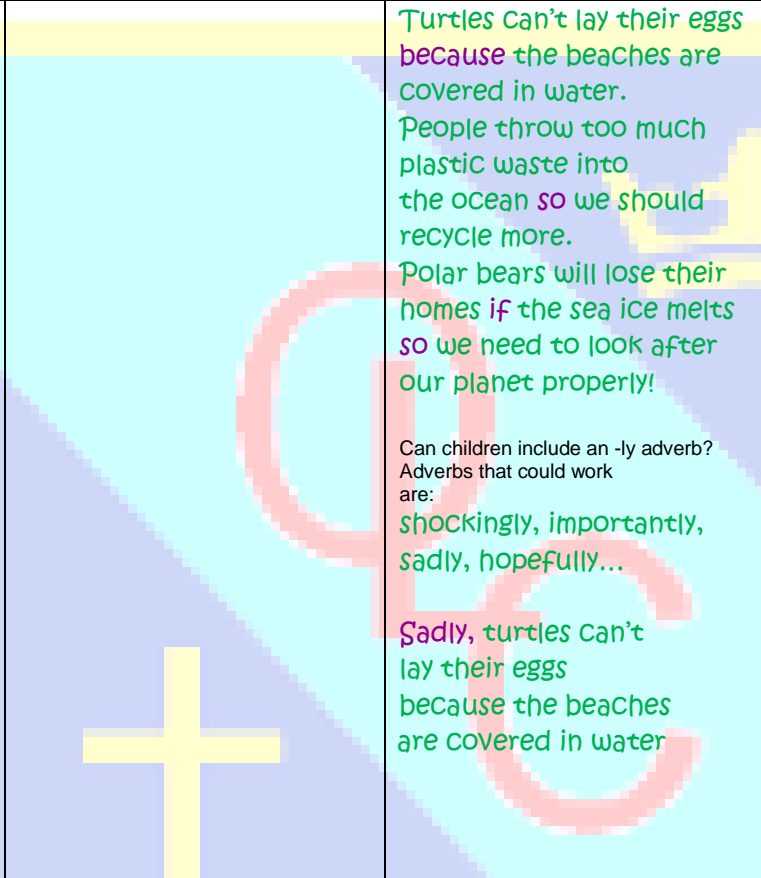 Turtles can't lay their eggs
because the beaches are
covered in water.
People throw too much
plastic waste into
the ocean so we should
recycle more.
Polar bears will lose their
homes if the sea ice melts
so we need to look after
our planet properly!
Can children include an -ly adverb?
Adverbs that could work
are:
shockingly, importantly,
sadly, hopefully...
Sadly, turtles can't
lay their eggs
because the beaches
are covered in water